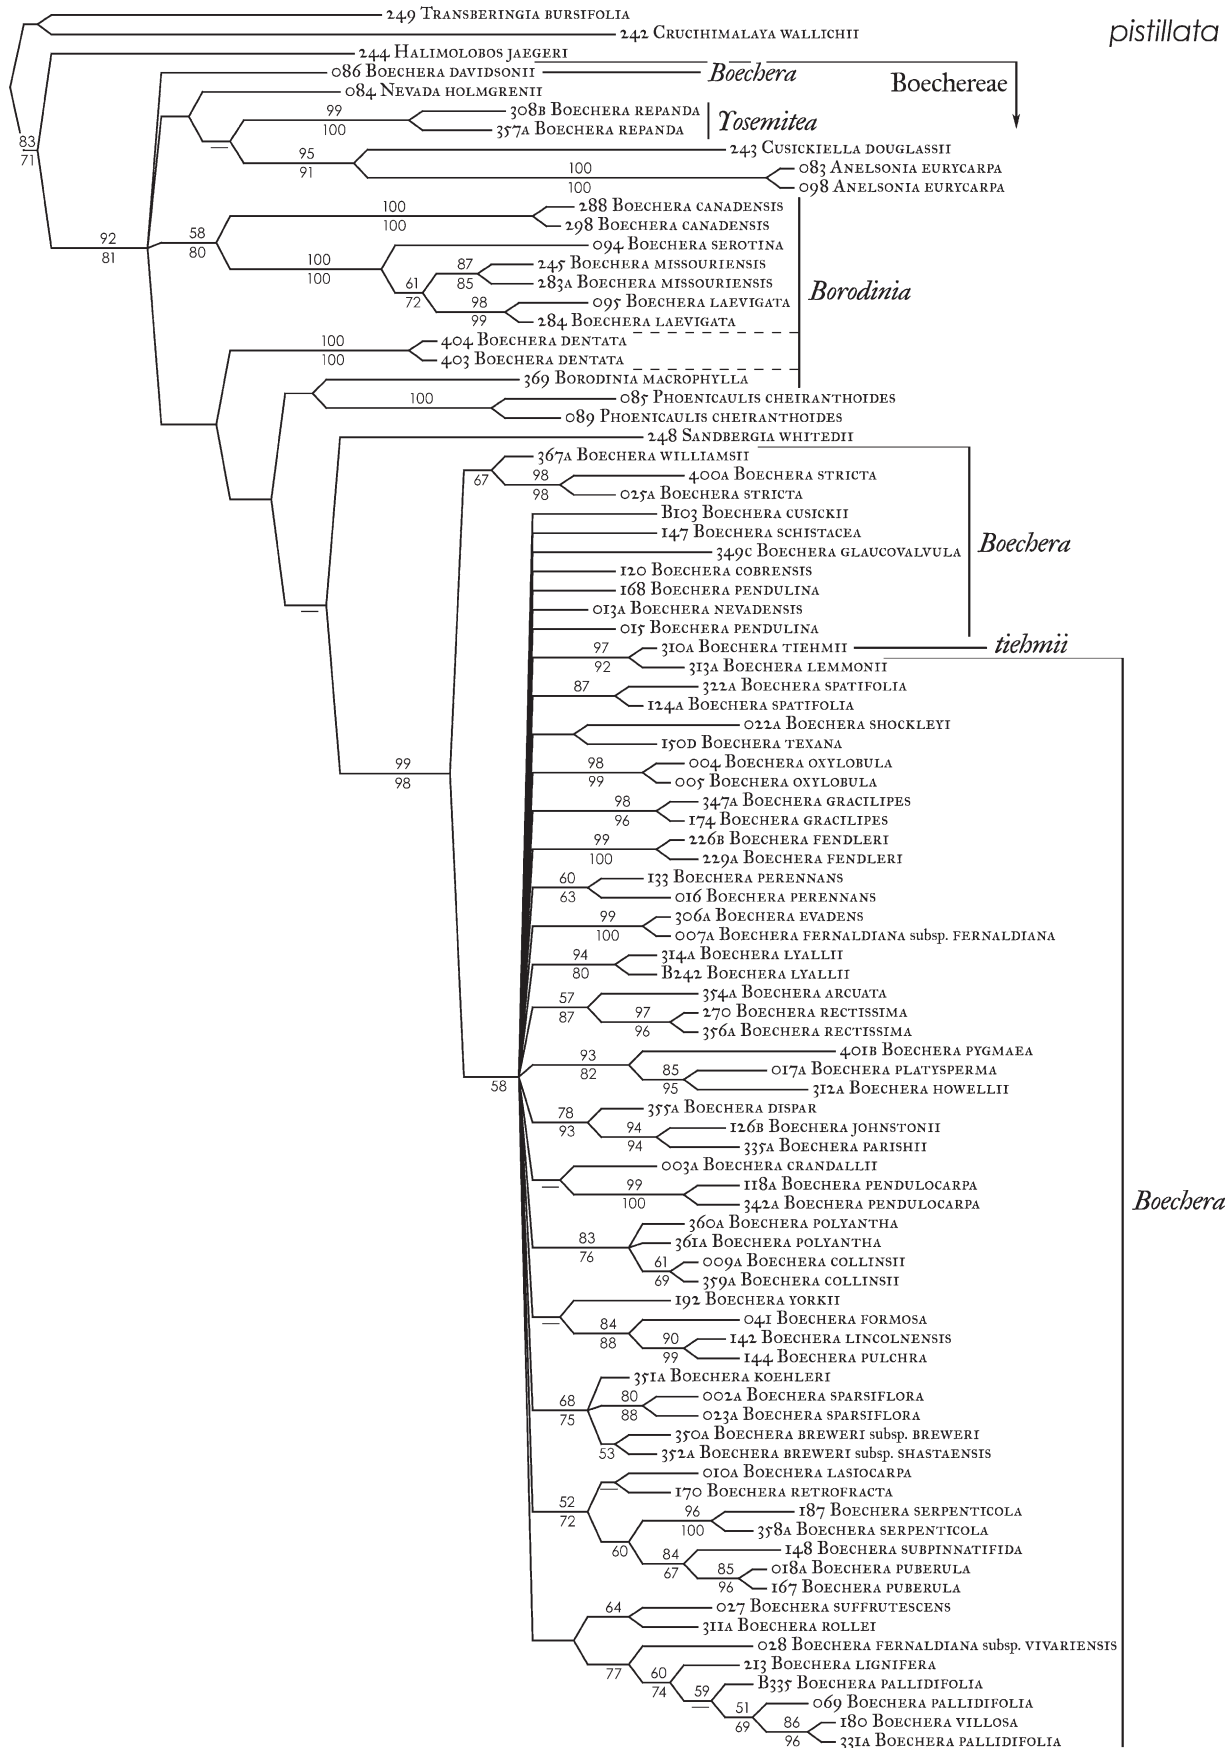 pistillata
249 Transberingia bursifolia
242 Crucihimalaya wallichii
244 Halimolobos jaegeri
086 Boechera davidsonii
Boechera
Boechereae
084 Nevada holmgrenii
99
308B Boechera repanda
100
357A Boechera repanda
Yosemitea
83
71
95
243 Cusickiella douglassii
91
100
083 Anelsonia eurycarpa
100
098 Anelsonia eurycarpa
100
288 Boechera canadensis
100
298 Boechera canadensis
92
81
58
80
094 Boechera serotina
100
100
87
245 Boechera missouriensis
85
283A Boechera missouriensis
61
72
98
095 Boechera laevigata
99
284 Boechera laevigata
Borodinia
100
404 Boechera dentata
100
403 Boechera dentata
369 Borodinia macrophylla
100
085 Phoenicaulis cheiranthoides
089 Phoenicaulis cheiranthoides
248 Sandbergia whitedii
367A Boechera williamsii
67
98
400A Boechera stricta
98
025A Boechera stricta
B103 Boechera cusickii
147 Boechera schistacea
349C Boechera glaucovalvula
Boechera
120 Boechera cobrensis
168 Boechera pendulina
013A Boechera nevadensis
015 Boechera pendulina
97
310A Boechera tiehmii
tiehmii
92
313A Boechera lemmonii
87
322A Boechera spatifolia
124A Boechera spatifolia
022A Boechera shockleyi
150D Boechera texana
99
98
98
004 Boechera oxylobula
99
005 Boechera oxylobula
98
347A Boechera gracilipes
96
174 Boechera gracilipes
99
226B Boechera fendleri
100
229A Boechera fendleri
60
133 Boechera perennans
63
016 Boechera perennans
99
306A Boechera evadens
100
007A Boechera fernaldiana subsp. fernaldiana
94
314A Boechera lyallii
80
B242 Boechera lyallii
57
354A Boechera arcuata
87
97
270 Boechera rectissima
96
356A Boechera rectissima
58
93
401B Boechera pygmaea
82
85
017A Boechera platysperma
95
312A Boechera howellii
78
355A Boechera dispar
93
94
126B Boechera johnstonii
94
335A Boechera parishii
003A Boechera crandallii
99
118A Boechera pendulocarpa
100
342A Boechera pendulocarpa
Boechera
83
360A Boechera polyantha
76
361A Boechera polyantha
61
009A Boechera collinsii
69
359A Boechera collinsii
192 Boechera yorkii
84
041 Boechera formosa
88
90
142 Boechera lincolnensis
99
144 Boechera pulchra
68
75
351A Boechera koehleri
80
002A Boechera sparsiflora
88
023A Boechera sparsiflora
53
350A Boechera breweri subsp. breweri
352A Boechera breweri subsp. shastaensis
52
72
010A Boechera lasiocarpa
170 Boechera retrofracta
96
187 Boechera serpenticola
100
358A Boechera serpenticola
60
84
148 Boechera subpinnatifida
67
85
018A Boechera puberula
96
167 Boechera puberula
64
027 Boechera suffrutescens
311A Boechera rollei
77
028 Boechera fernaldiana subsp. vivariensis
60
213 Boechera lignifera
74
59
B335 Boechera pallidifolia
51
069 Boechera pallidifolia
69
86
180 Boechera villosa
96
331A Boechera pallidifolia